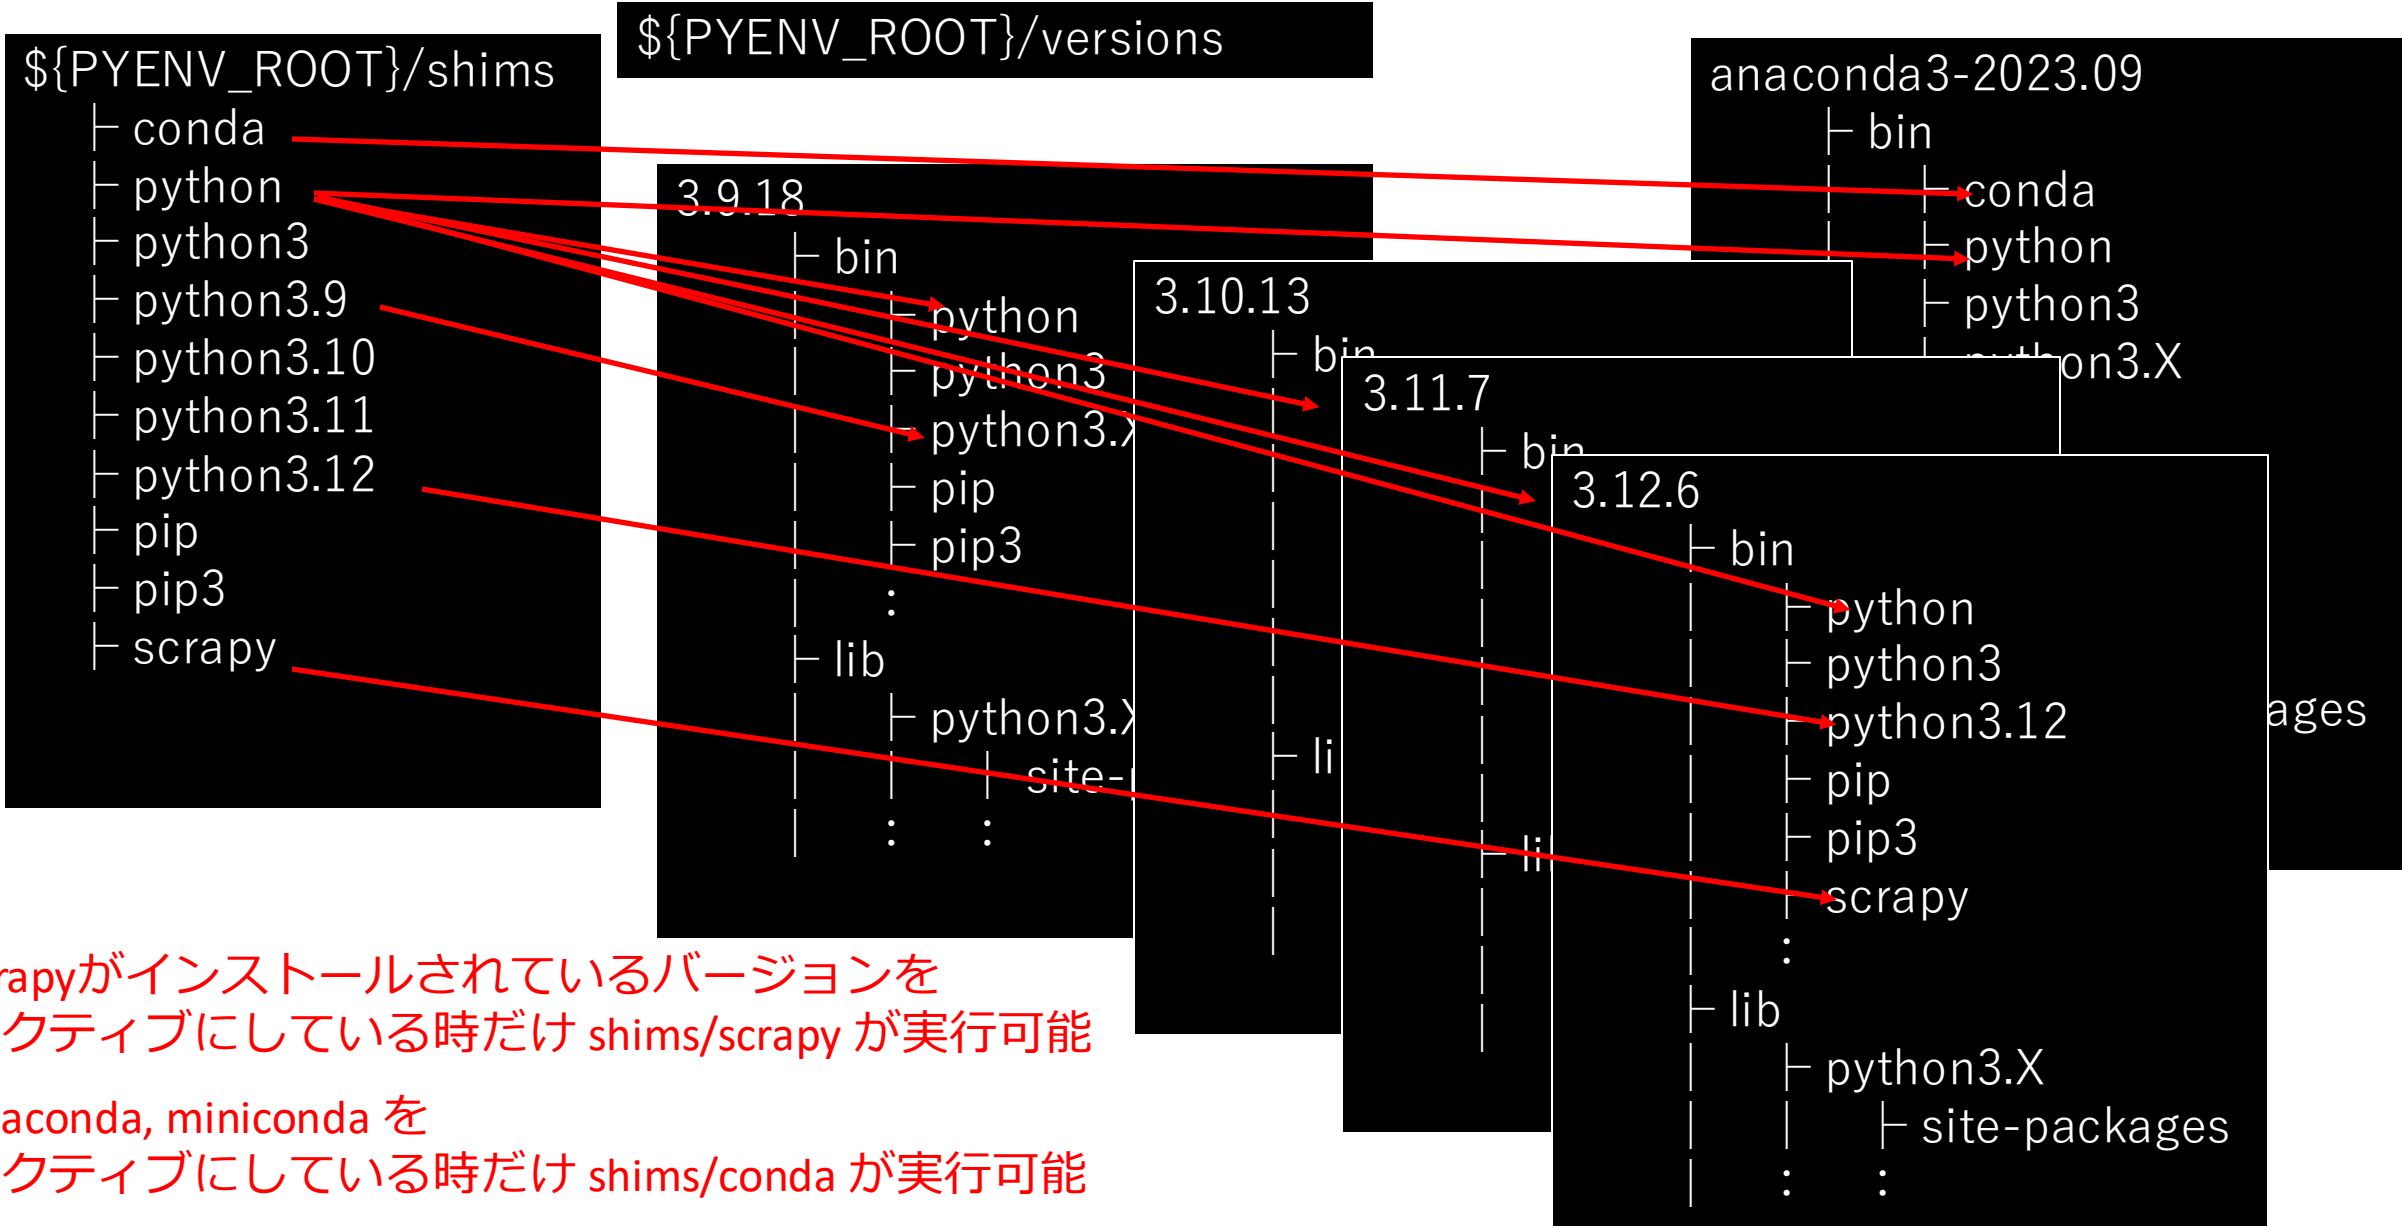 ${PYENV_ROOT}/shims
├ conda
├ python
├ python3
├ python3.9
├ python3.10
├ python3.11
├ python3.12
├ pip
├ pip3
├ scrapy
${PYENV_ROOT}/versions
3.9.18
├ bin
├ python
├ python3
├ python3.X
├ pip
├ pip3
:
├ lib
├ python3.X
site-
: :
3.10.13
├ bin
├ li
3.11.7
├ bin
├ lib
3.12.6
├ bin
├ python
├ python3
├ python3.12
├ pip
├ pip3
├ scrapy
:
├ lib
├ python3.X
├ site-packages
: :
anaconda3-2023.09
├ bin
├ conda
├ python
├ python3
├ python3.X
ages
rapyがインストールされているバージョンを
クティブにしている時だけ shims/scrapy が実行可能
aconda, miniconda を
クティブにしている時だけ shims/conda が実行可能